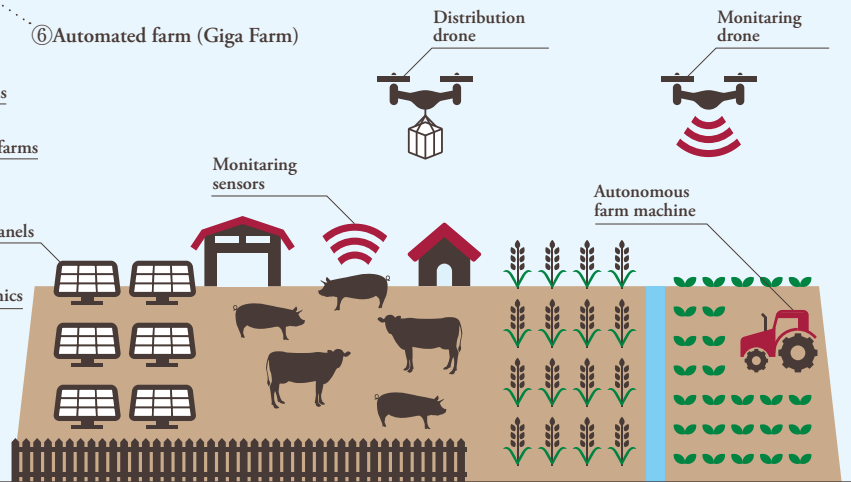 ⑥Automated farm (Giga Farm)
Distribution
drone
Monitaring
drone
s
farms
Monitaring
sensors
Autonomous
farm machine
anels
nics